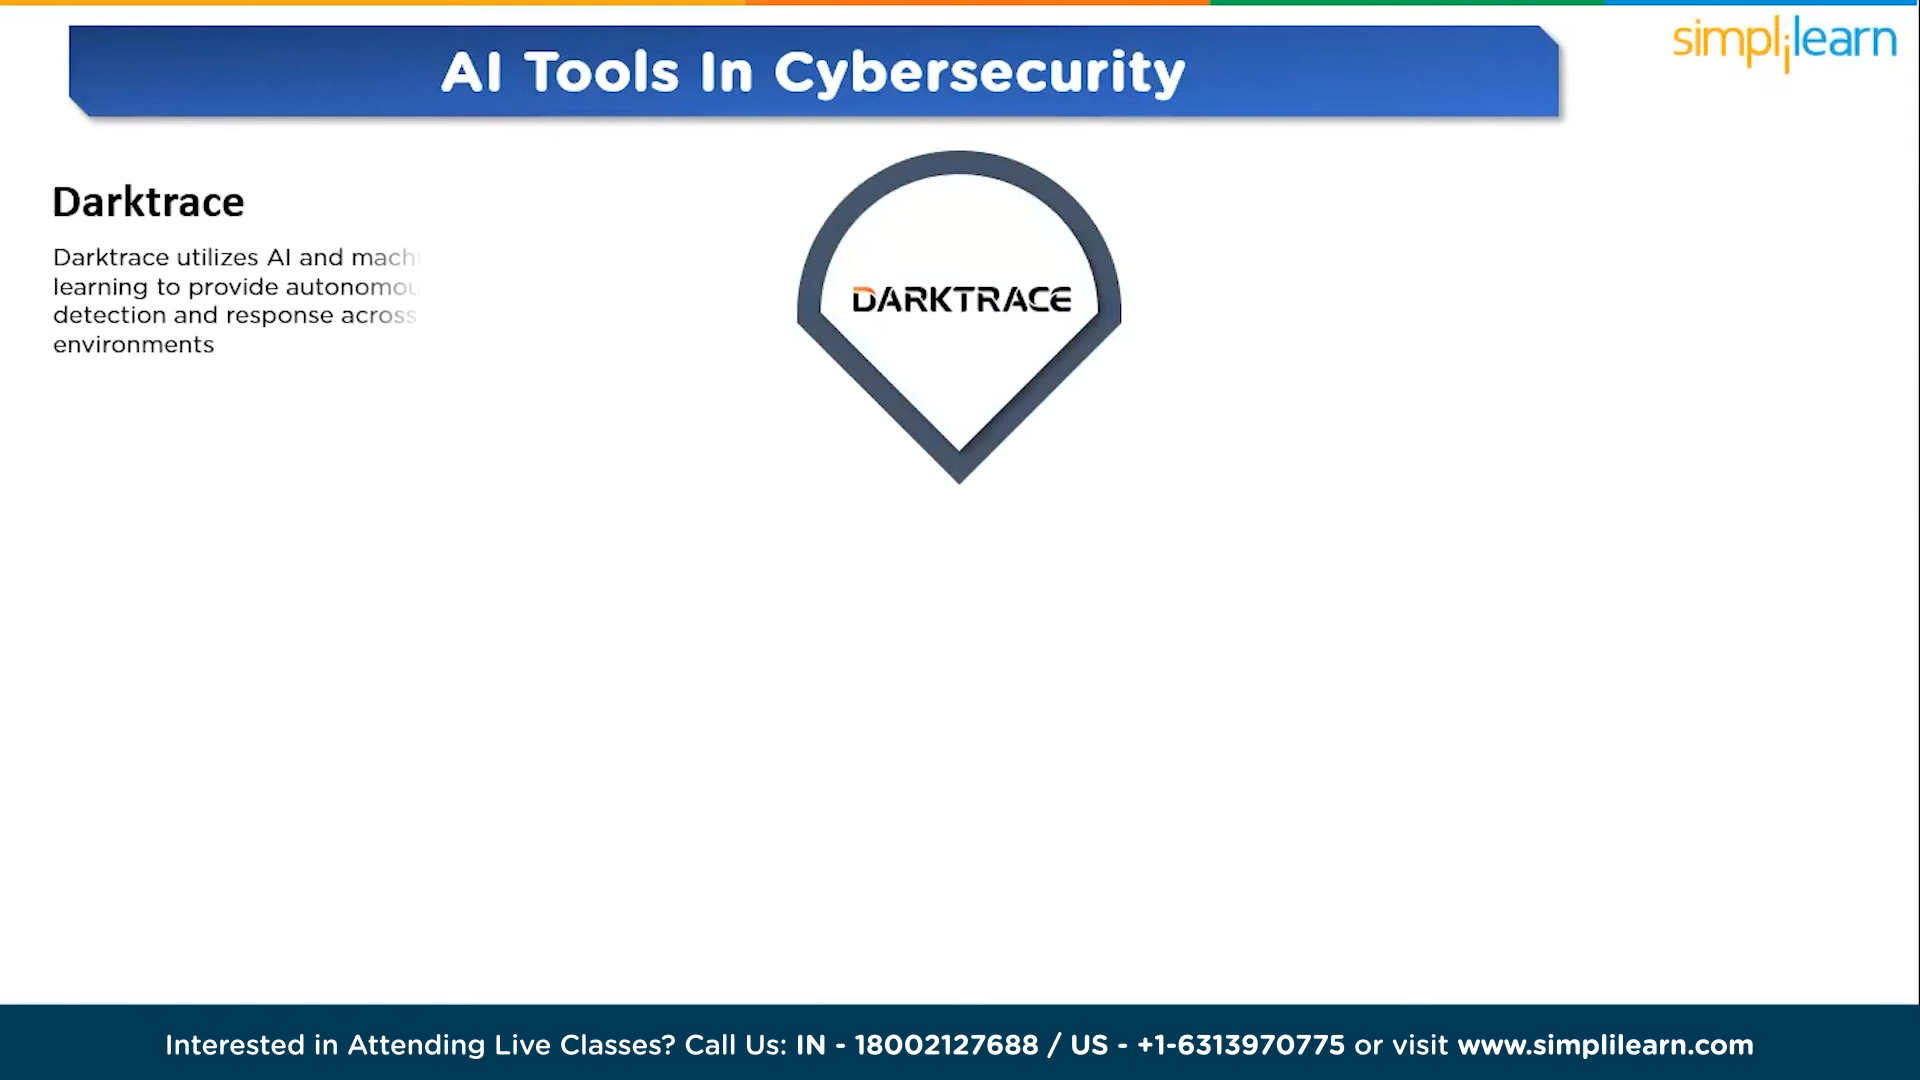 AI Tools In Cybersecurity
simplilearn
Darktrace
Darktrace utilizes AI and
learning to provide
detection and response across
environments
DARKTRACE
Interested in Attending Live Classes? Call Us: IN - 18002127688 / US - +1-6313970775 or visit www.simplilearn.com